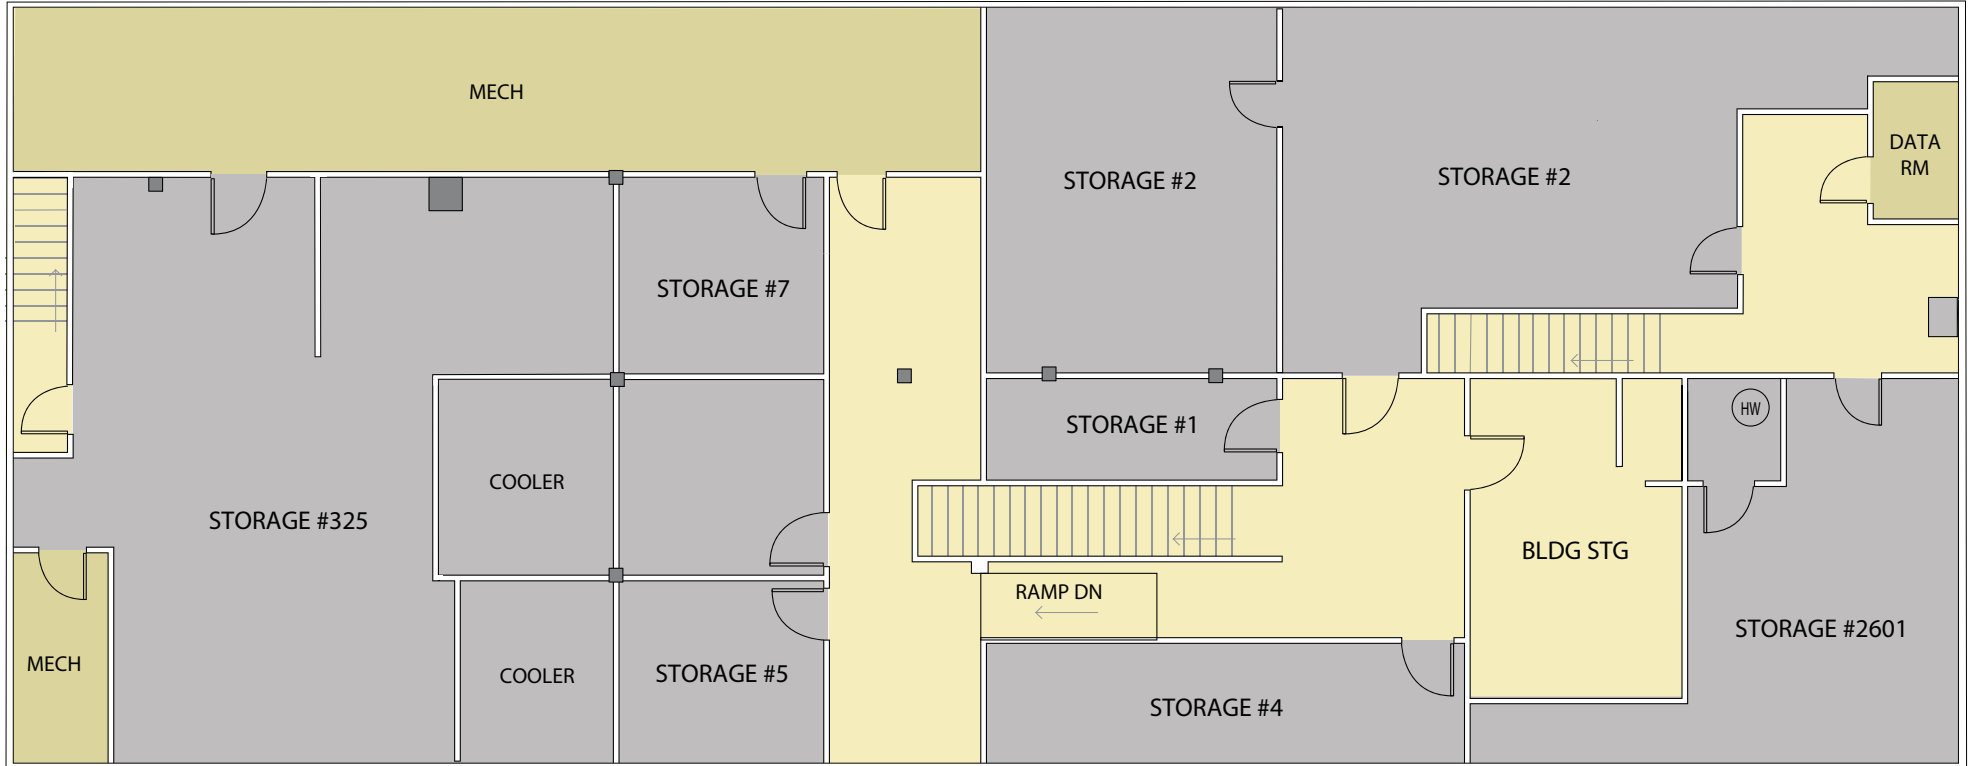 MECH
DATA
RM
STORAGE #2
STORAGE #2
STORAGE #7
HW
STORAGE #1
COOLER
STORAGE #325
BLDG STG
RAMP DN
STORAGE #2601
MECH
COOLER
STORAGE #5
STORAGE #4